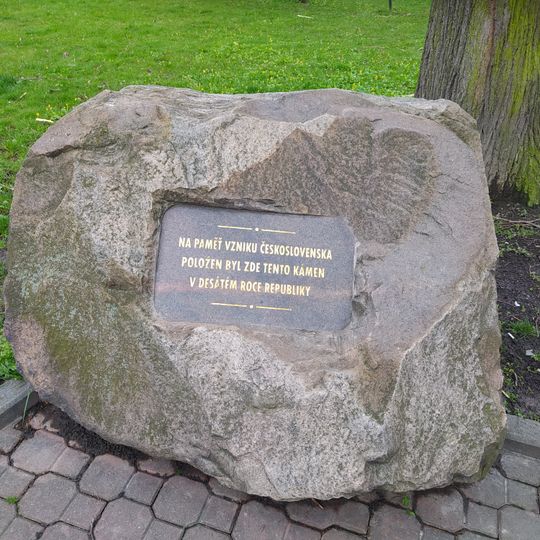 NA PAMĚŤ VZNIKU ČESKOSLOVENSKA
POLOŽEN BYL ZDE TENTO KÁMEN
V DESÁTÉM ROCE REPUBLIKY